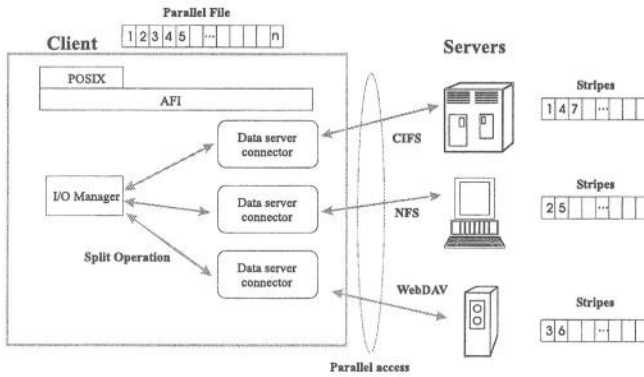 Parallel File
1 2 3 4 5 ... n
Client
Servers
POSIX
AFI
Data server
connector
I/O Manager
Data server
connector
Split Operation
Data server
connector
CIFS
NFS
WebDAV
Parallel access
Stripes
1 4 7 ...
Stripes
2 5 ...
Stripes
3 6 ...